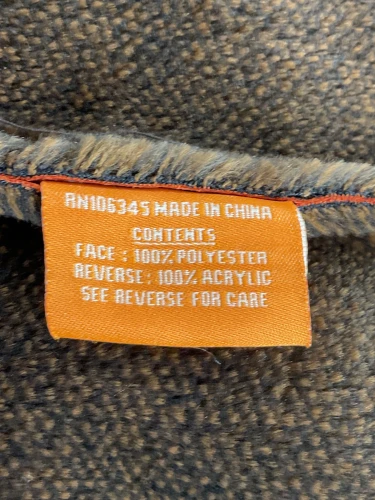 RN106345 MADE IN CHINA
CONTENTS
FACE : 100% POLYESTER
REVERSE : 100% ACRYLIC
SEE REVERSE FOR CARE